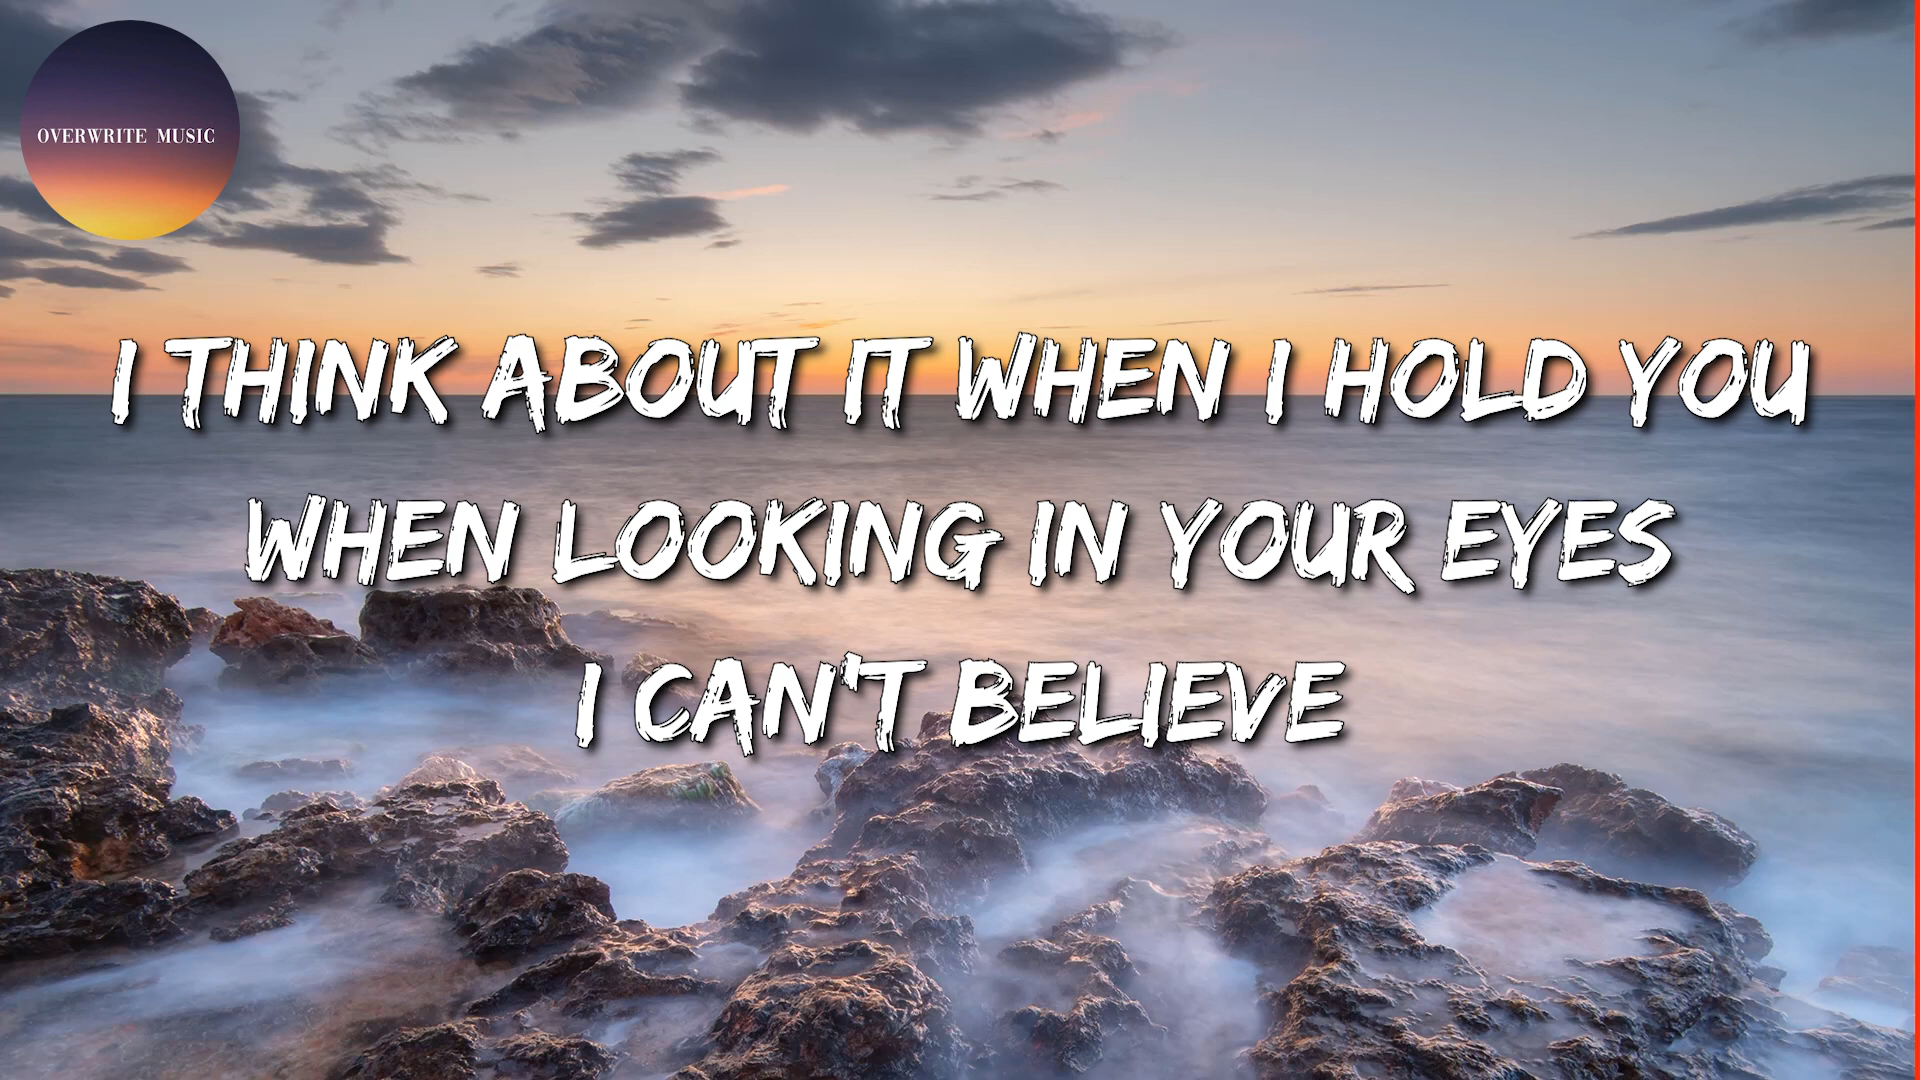 OVERWRITE MUSIC
I THINK ABOUT IT WHEN I HOLD YOU
WHEN LOOKING IN YOUR EYES
I CAN'T BELIEVE